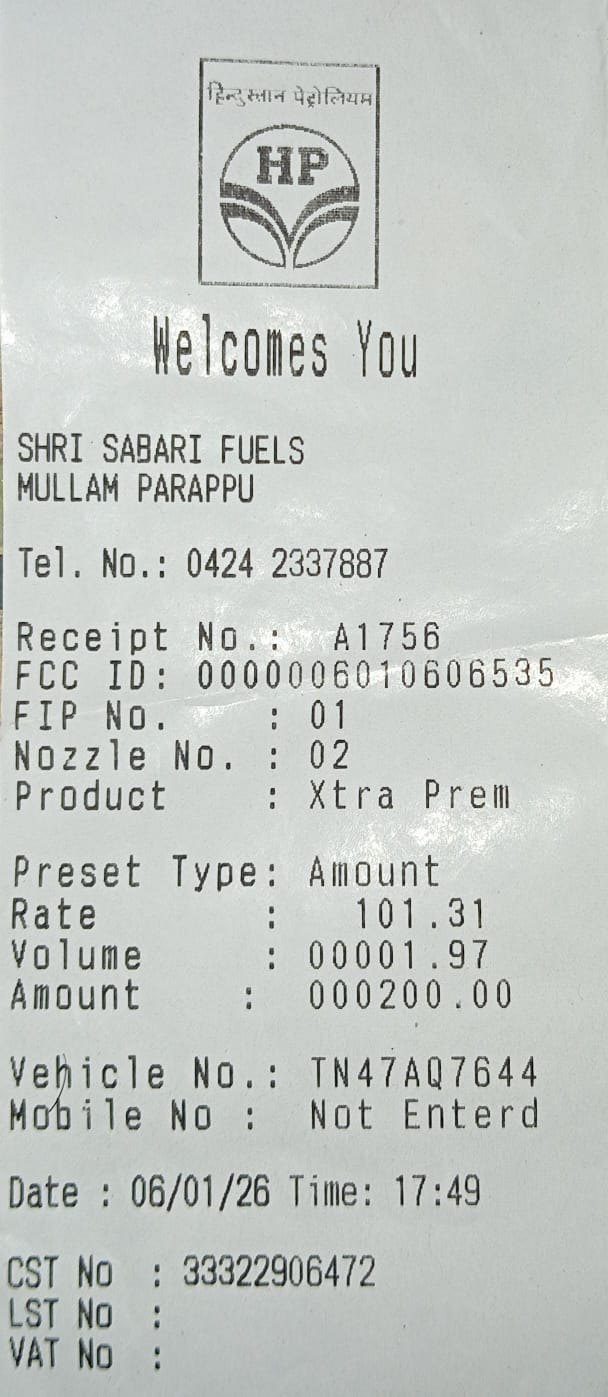 हिन्दुस्तान पेट्रोलियम
HP
Welcomes You
SHRI SABARI FUELS
MULLAM PARAPPU
Tel. No.: 0424 2337887
Receipt No.: A1756
FCC ID: 0000006010606535
FIP No. : 01
Nozzle No. : 02
Product : Xtra Prem
Preset Type: Amount
Rate : 101.31
Volume : 00001.97
Amount : 000200.00
Vehicle No.: TN47AQ7644
Mobile No : Not Enterd
Date : 06/01/26 Time: 17:49
CST No : 33322906472
LST No :
VAT No :